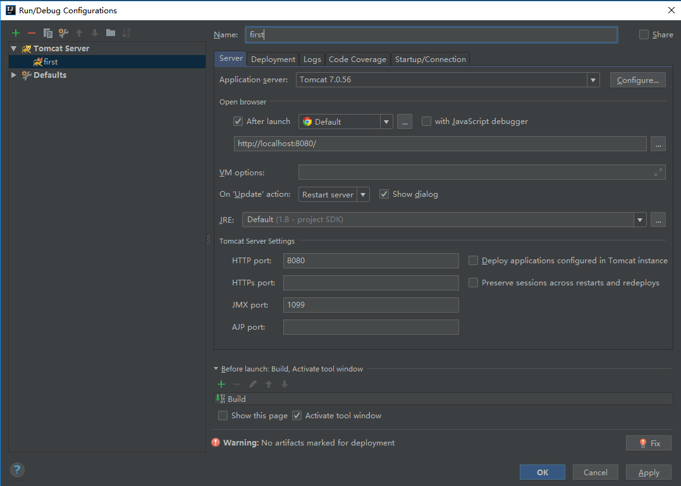 Run/Debug Configurations
Name: first
Share
Tomcat Server
first
Defaults
Server Deployment Logs Code Coverage Startup/Connection
Application server: Tomcat 7.0.56 Configure...
Open browser
After launch Default ... with JavaScript debugger
http://localhost:8080/ ...
VM options:
On 'Update' action: Restart server Show dialog
JRE: Default (1.8 - project SDK) ...
Tomcat Server Settings
HTTP port: 8080 Deploy applications configured in Tomcat instance
HTTPs port: Preserve sessions across restarts and redeploys
JMX port: 1099
AJP port:
Before launch: Build, Activate tool window
Build
Show this page Activate tool window
Warning: No artifacts marked for deployment Fix
? OK Cancel Apply